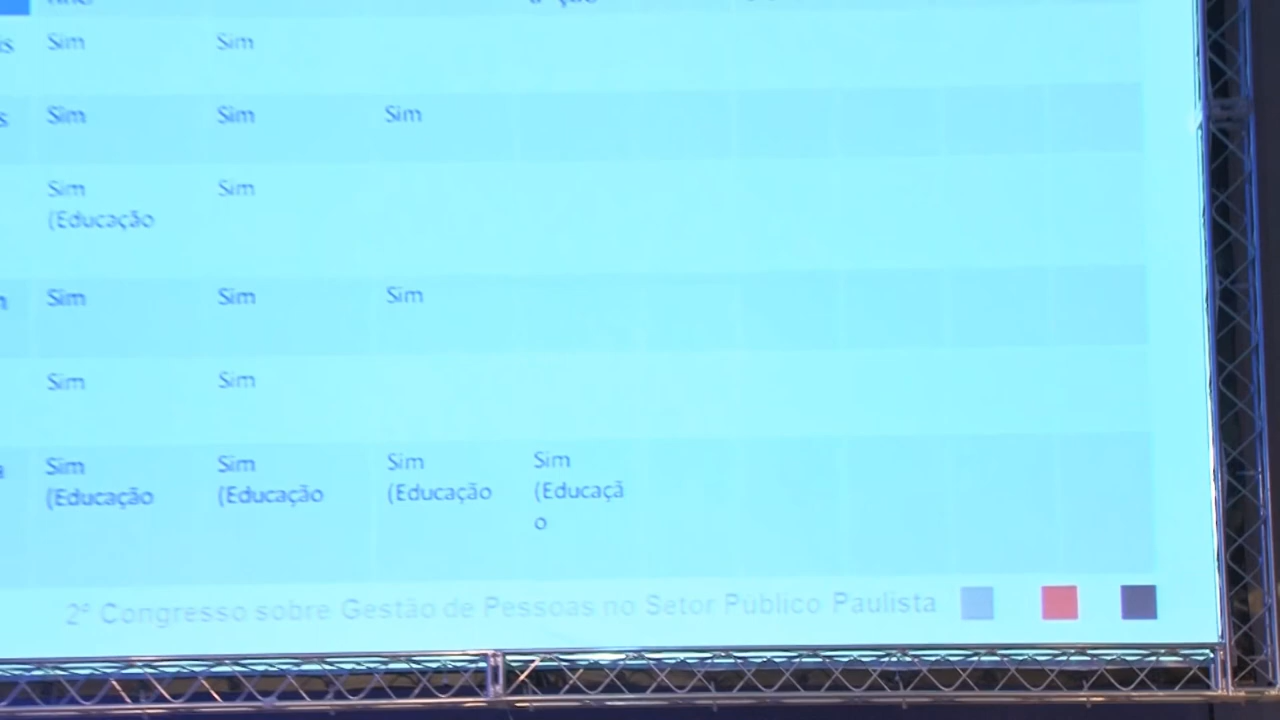 Sim Sim
Sim Sim Sim
Sim Sim
(Educação
Sim Sim Sim
Sim Sim
Sim Sim Sim Sim
(Educação (Educação (Educação (Educaçã
o
2º Congresso sobre Gestão de Pessoas no Setor Público Paulista